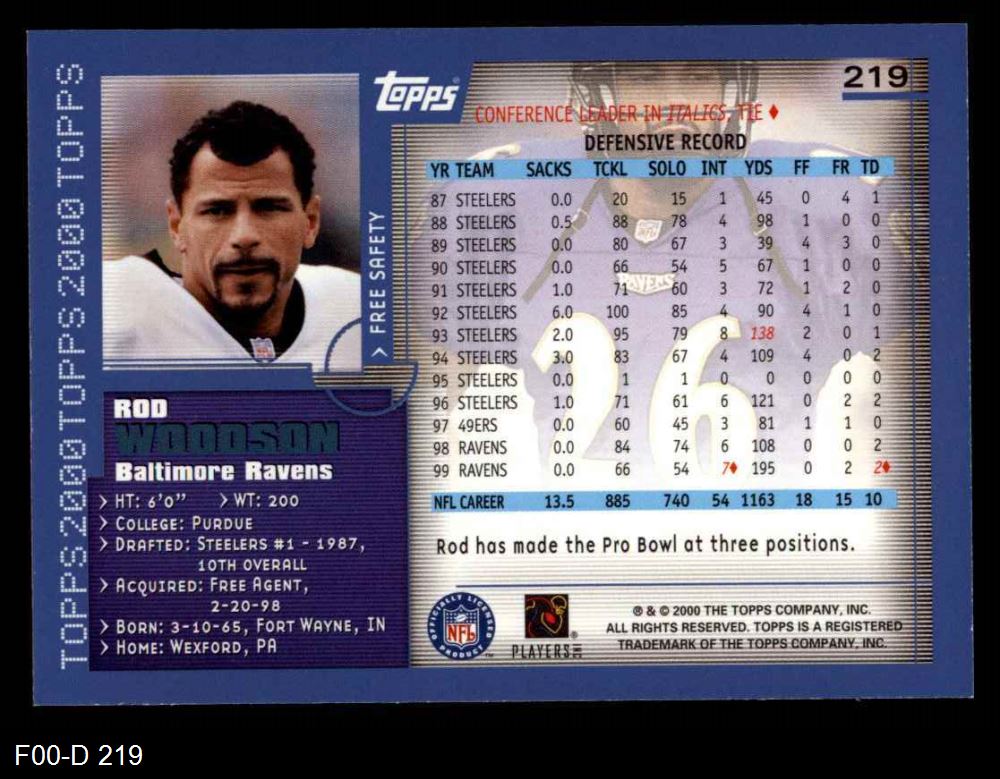 TOPPS2000TOPPS2000TOPPS2000TOPPS
Topps
219
CONFERENCE LEADER IN ITALICS, TIE ♦
DEFENSIVE RECORD
YR TEAM SACKS TCKL SOLO INT YDS FF FR TD
87 STEELERS 0.0 20 15 1 45 0 4 1
88 STEELERS 0.5 88 78 4 98 1 0 0
89 STEELERS 0.0 80 67 3 39 4 3 0
90 STEELERS 0.0 66 54 5 67 1 0 0
91 STEELERS 1.0 71 60 3 72 1 2 0
92 STEELERS 6.0 100 85 4 90 4 1 0
93 STEELERS 2.0 95 79 8 138 2 0 1
94 STEELERS 3.0 83 67 4 109 4 0 2
95 STEELERS 0.0 1 1 0 0 0 0 0
96 STEELERS 1.0 71 61 6 121 0 2 2
97 49ERS 0.0 60 45 3 81 1 1 0
98 RAVENS 0.0 84 74 6 108 0 0 2
99 RAVENS 0.0 66 54 7♦ 195 0 2 2♦
NFL CAREER 13.5 885 740 54 1163 18 15 10
NFL
RAVENS
26
> FREE SAFETY
ROD
WOODSON
Baltimore Ravens
> HT: 6'0" > WT: 200
> COLLEGE: PURDUE
> DRAFTED: STEELERS #1 - 1987,
10TH OVERALL
> ACQUIRED: FREE AGENT,
2-20-98
> BORN: 3-10-65, FORT WAYNE, IN
> HOME: WEXFORD, PA
Rod has made the Pro Bowl at three positions.
OFFICIALLY LICENSED
NFL
PRODUCT
PLAYERS INC
® & © 2000 THE TOPPS COMPANY, INC.
ALL RIGHTS RESERVED. TOPPS IS A REGISTERED
TRADEMARK OF THE TOPPS COMPANY, INC.
F00-D 219